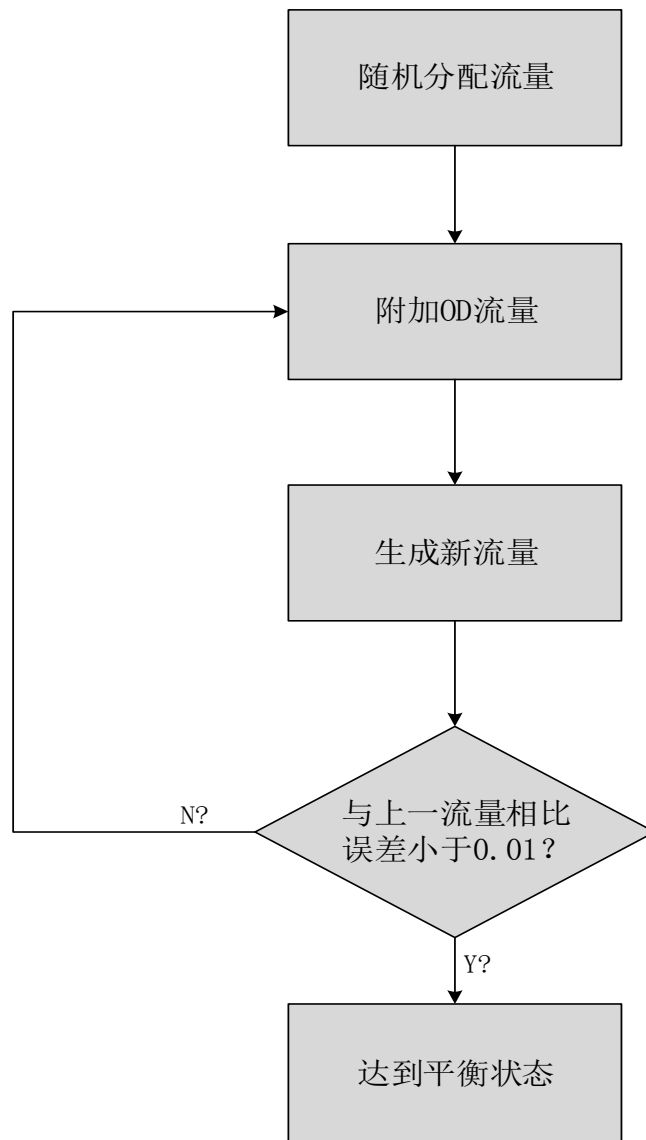 随机分配流量
附加OD流量
生成新流量
与上一流量相比
误差小于0.01?
N?
Y?
达到平衡状态